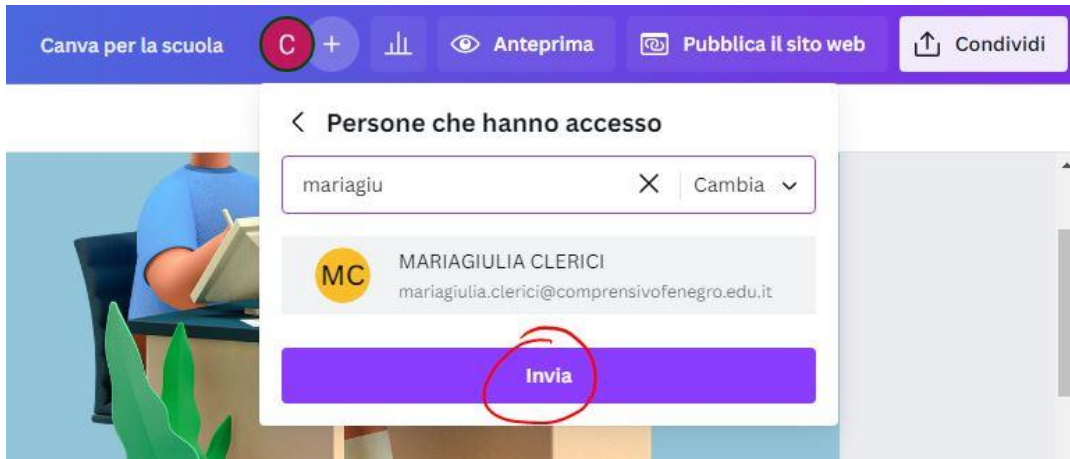 Canva per la scuola C + Anteprima Pubblica il sito web Condividi
Persone che hanno accesso
mariagiu Cambia
MC MARIAGIULIA CLERICI
mariagiulia.clerici@comprensivofenegro.edu.it
Invia